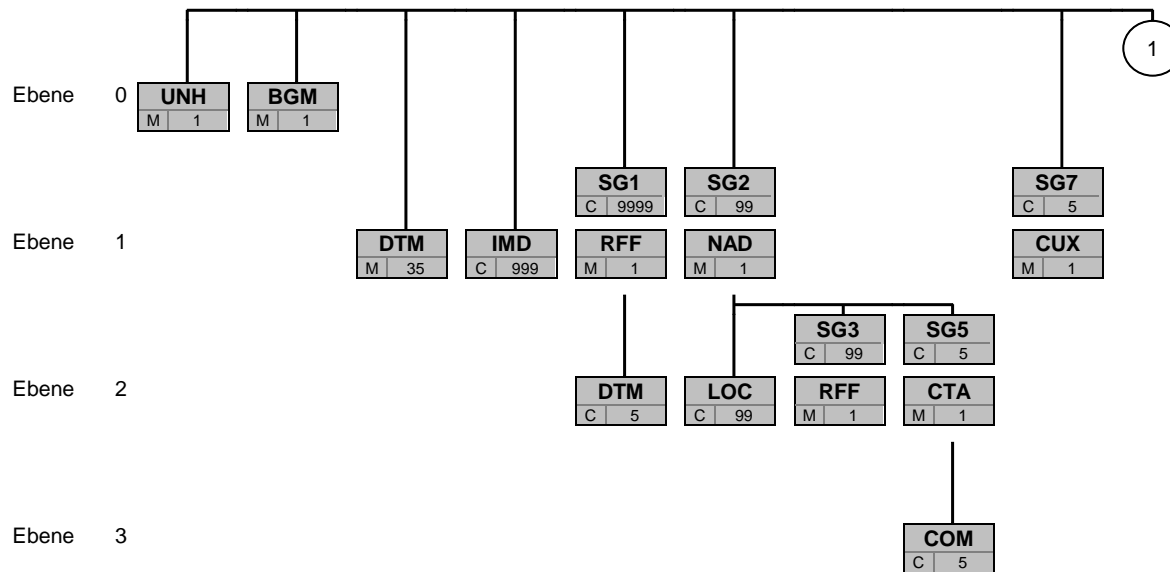 1
Ebene 0 UNH BGM
M 1 M 1
SG1 SG2 SG7
C 9999 C 99 C 5
Ebene 1 DTM IMD RFF NAD CUX
M 35 C 999 M 1 M 1 M 1
SG3 SG5
C 99 C 5
Ebene 2 DTM LOC RFF CTA
C 5 C 99 M 1 M 1
Ebene 3 COM
C 5